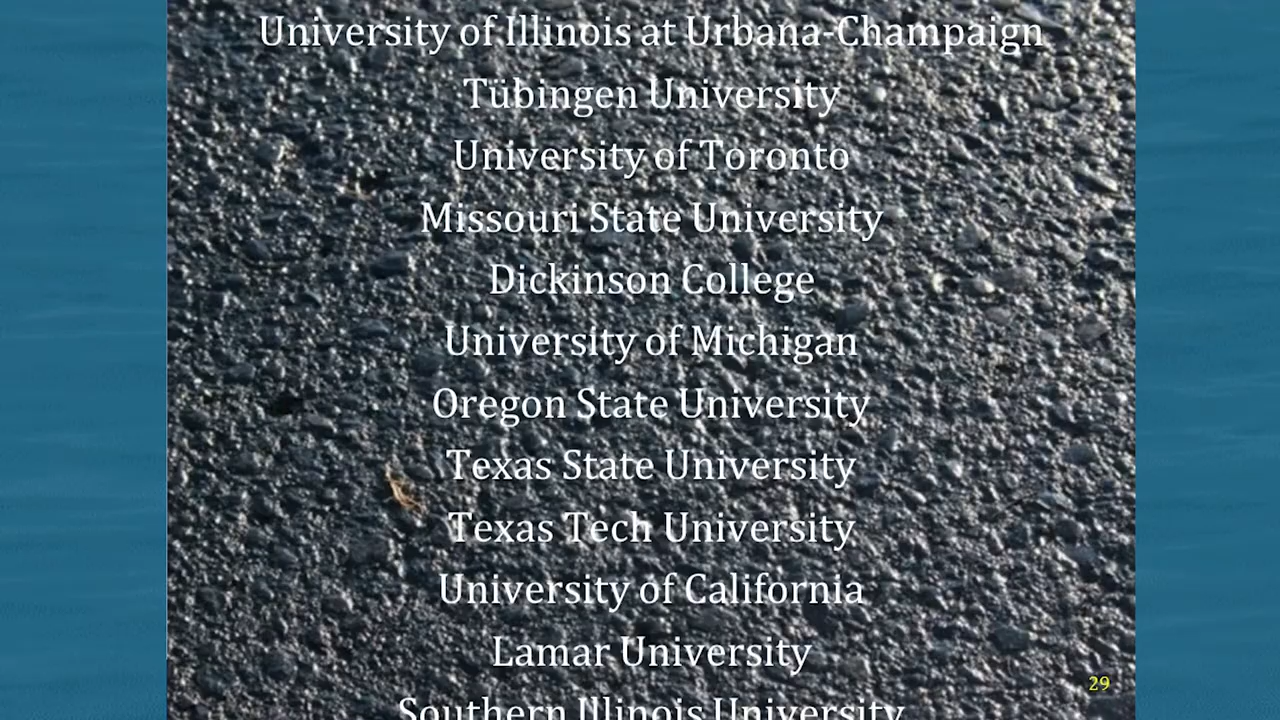 University of Illinois at Urbana-Champaign
Tübingen University
University of Toronto
Missouri State University
Dickinson College
University of Michigan
Oregon State University
Texas State University
Texas Tech University
University of California
Lamar University
29
Southern Illinois University